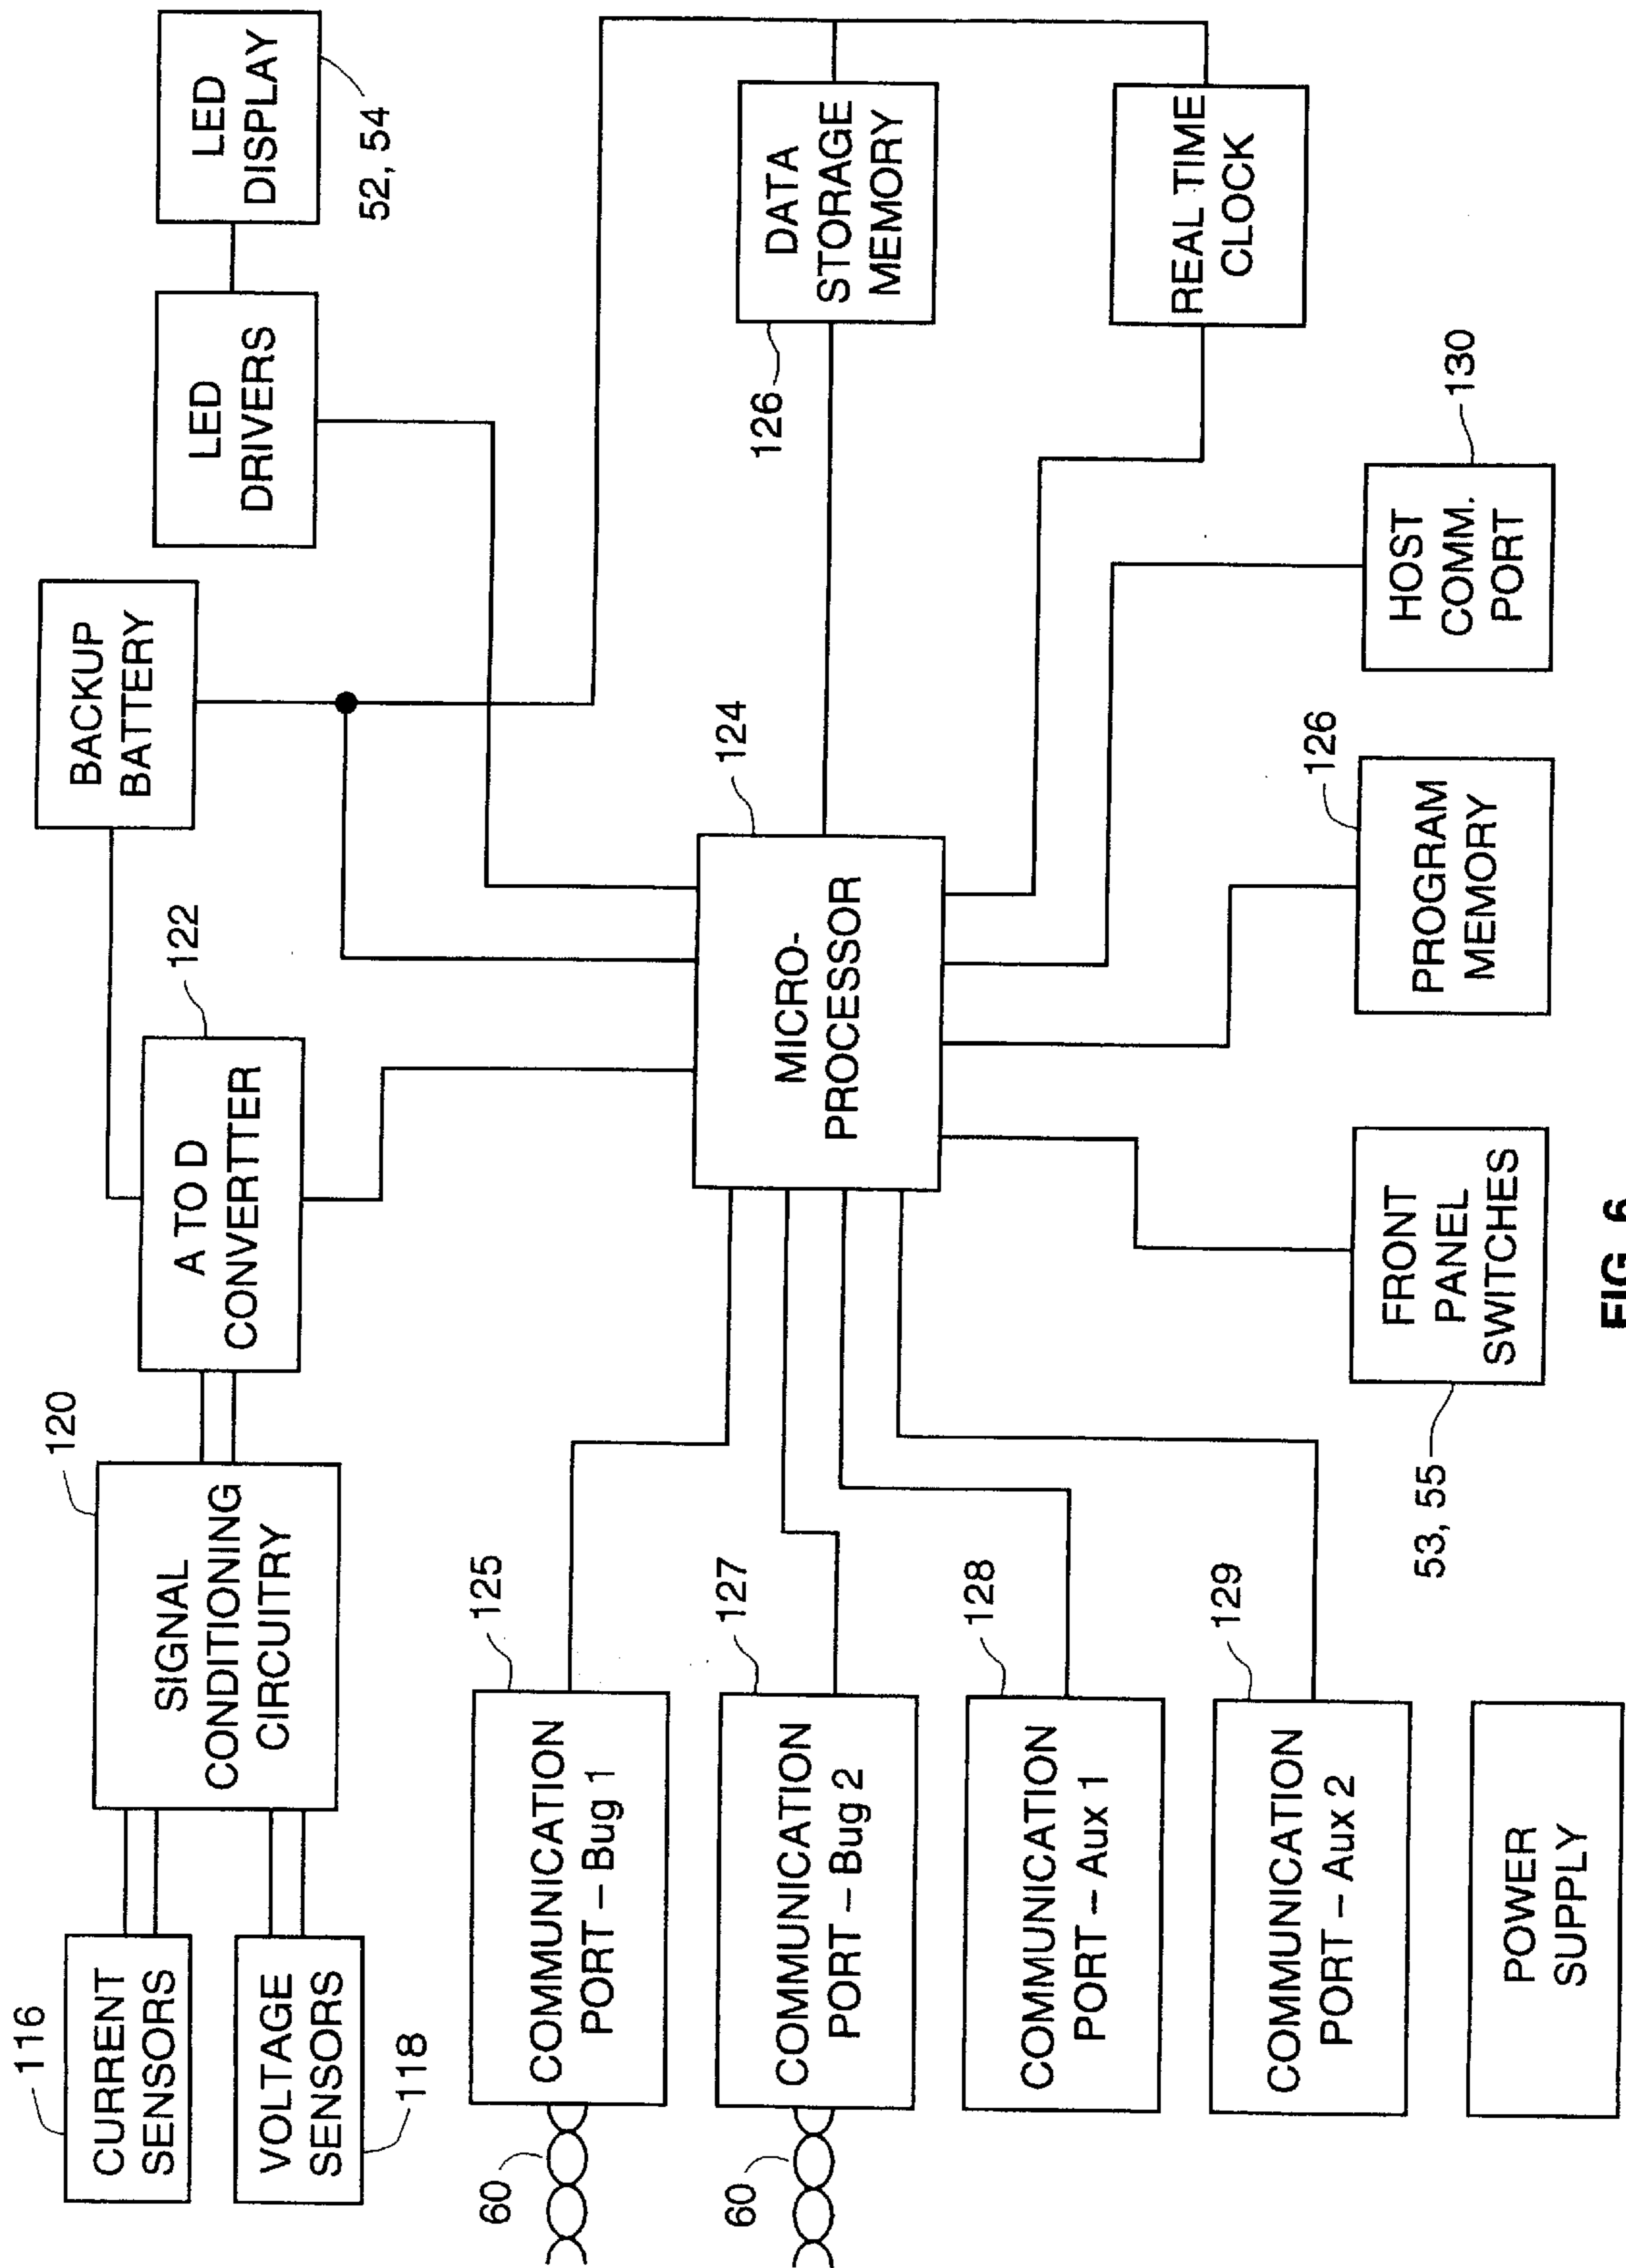 116
CURRENT
SENSORS
VOLTAGE
SENSORS
118
120
SIGNAL
CONDITIONING
CIRCUITRY
122
A TO D
CONVERTTER
BACKUP
BATTERY
LED
DRIVERS
LED
DISPLAY
52, 54
60
COMMUNICATION
PORT – Bug 1
125
60
COMMUNICATION
PORT – Bug 2
127
COMMUNICATION
PORT – Aux 1
128
COMMUNICATION
PORT – Aux 2
129
POWER
SUPPLY
124
MICRO-
PROCESSOR
126
DATA
STORAGE
MEMORY
REAL TIME
CLOCK
53, 55
FRONT
PANEL
SWITCHES
126
PROGRAM
MEMORY
130
HOST
COMM.
PORT
FIG. 6